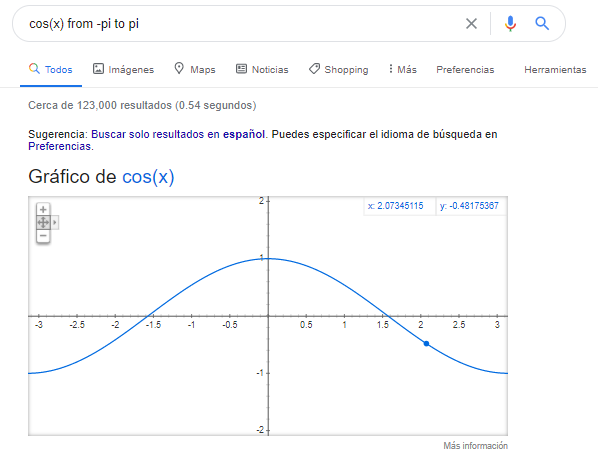 cos(x) from -pi to pi
Todos Imágenes Maps Noticias Shopping Más Preferencias Herramientas
Cerca de 123,000 resultados (0.54 segundos)
Sugerencia: Buscar solo resultados en español. Puedes especificar el idioma de búsqueda en
Preferencias.
Gráfico de cos(x)
x: 2.07345115 y: -0.48175367
2
1
-3 -2.5 -2 -1.5 -1 -0.5 0.5 1 1.5 2 2.5 3
-1
-2
Más información